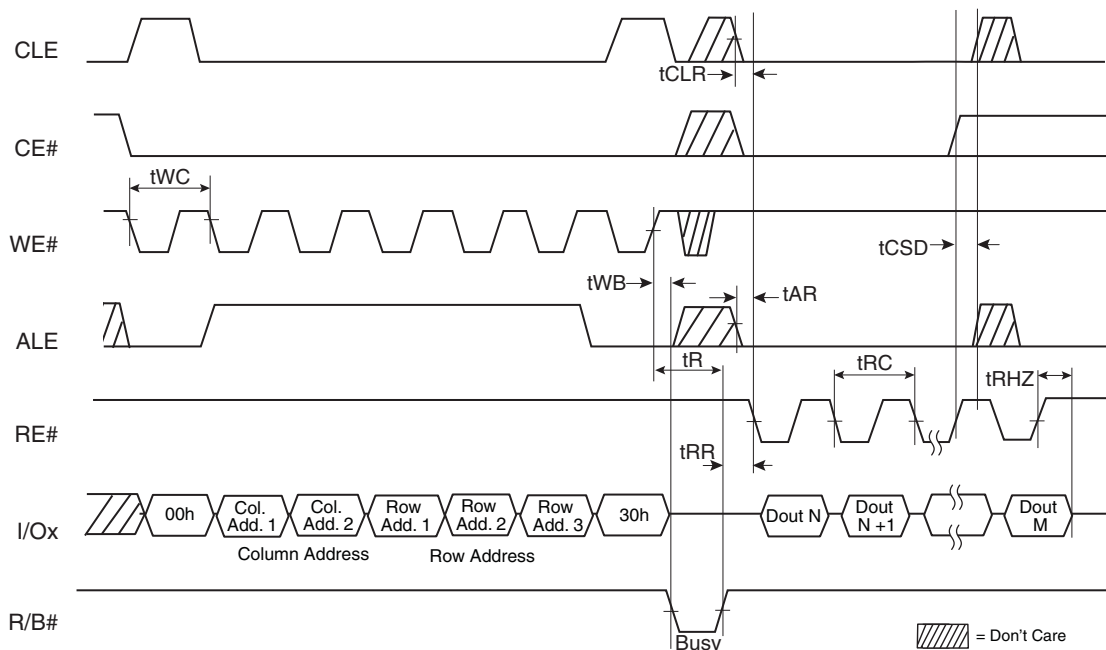 CLE
tCLR
CE#
tWC
WE#
tCSD
tWB
tAR
ALE
tR
tRC
tRHZ
RE#
tRR
I/Ox
00h
Col. Add. 1
Col. Add. 2
Row Add. 1
Row Add. 2
Row Add. 3
30h
Dout N
Dout N +1
Dout M
Column Address
Row Address
R/B#
Busy
= Don't Care